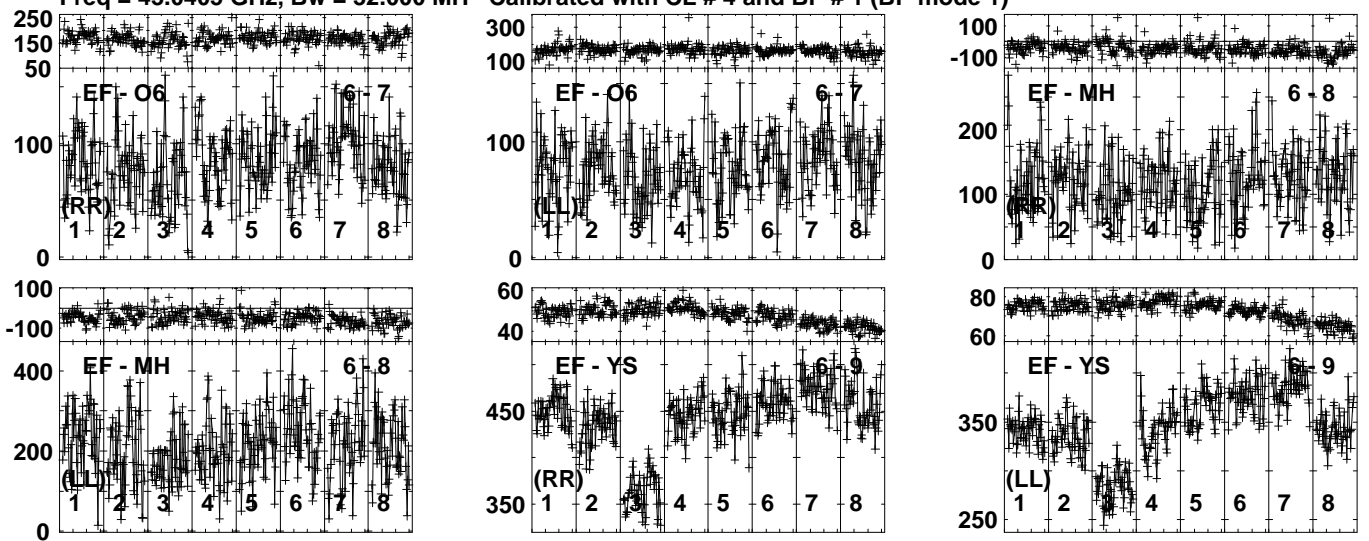 Freq = 43.0409 GHz, Bw = 32.000 MH Calibrated with CL # 4 and BP # 1 (BP mode 1)
250
150
50
EF - O6 6 - 7
100
(RR)
1 2 3 4 5 6 7 8
0
300
100
EF - O6 6 - 7
100
(LL)
1 2 3 4 5 6 7 8
0
100
-100
EF - MH 6 - 8
200
100
(RR)
1 2 3 4 5 6 7 8
0
100
-100
EF - MH 6 - 8
400
200
(LL)
1 2 3 4 5 6 7 8
0
60
40
EF - YS 6 - 9
450
(RR)
350
1 2 3 4 5 6 7 8
80
60
EF - YS 6 - 9
350
(LL)
1 2 3 4 5 6 7 8
250